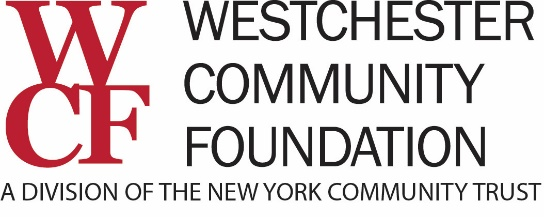 WCF
WESTCHESTER
COMMUNITY
FOUNDATION
A DIVISION OF THE NEW YORK COMMUNITY TRUST